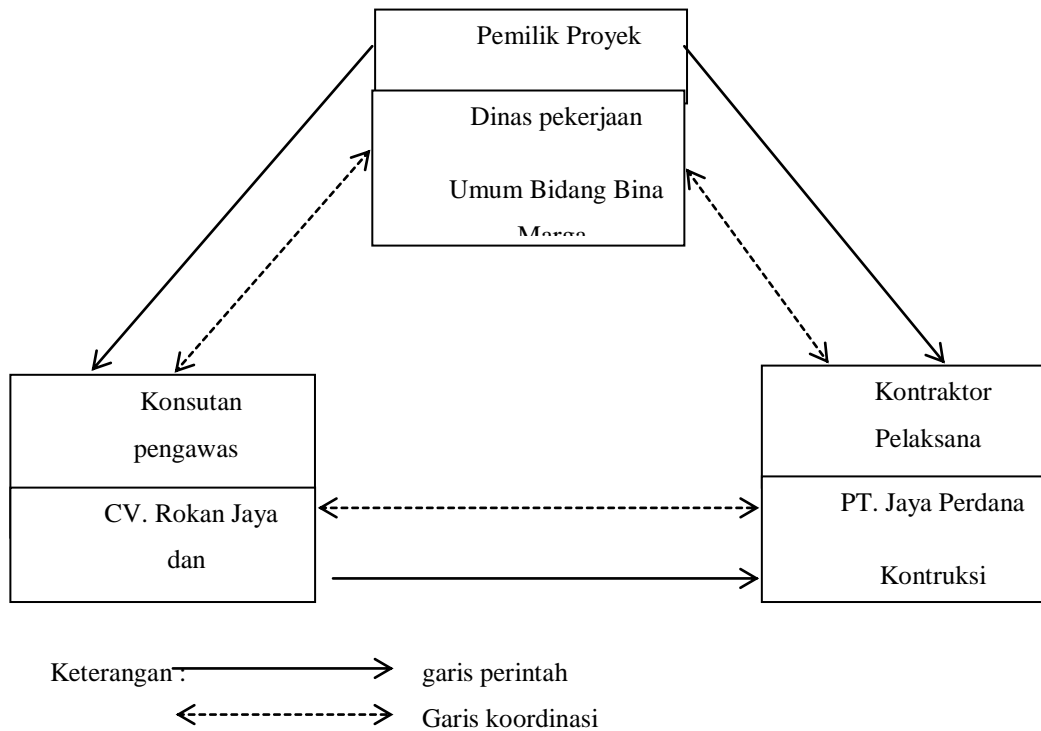 Pemilik Proyek
Dinas pekerjaan
Umum Bidang Bina
Marga
Konsutan
pengawas
CV. Rokan Jaya
dan
Kontraktor
Pelaksana
PT. Jaya Perdana
Kontruksi
Keterangan :
garis perintah
Garis koordinasi